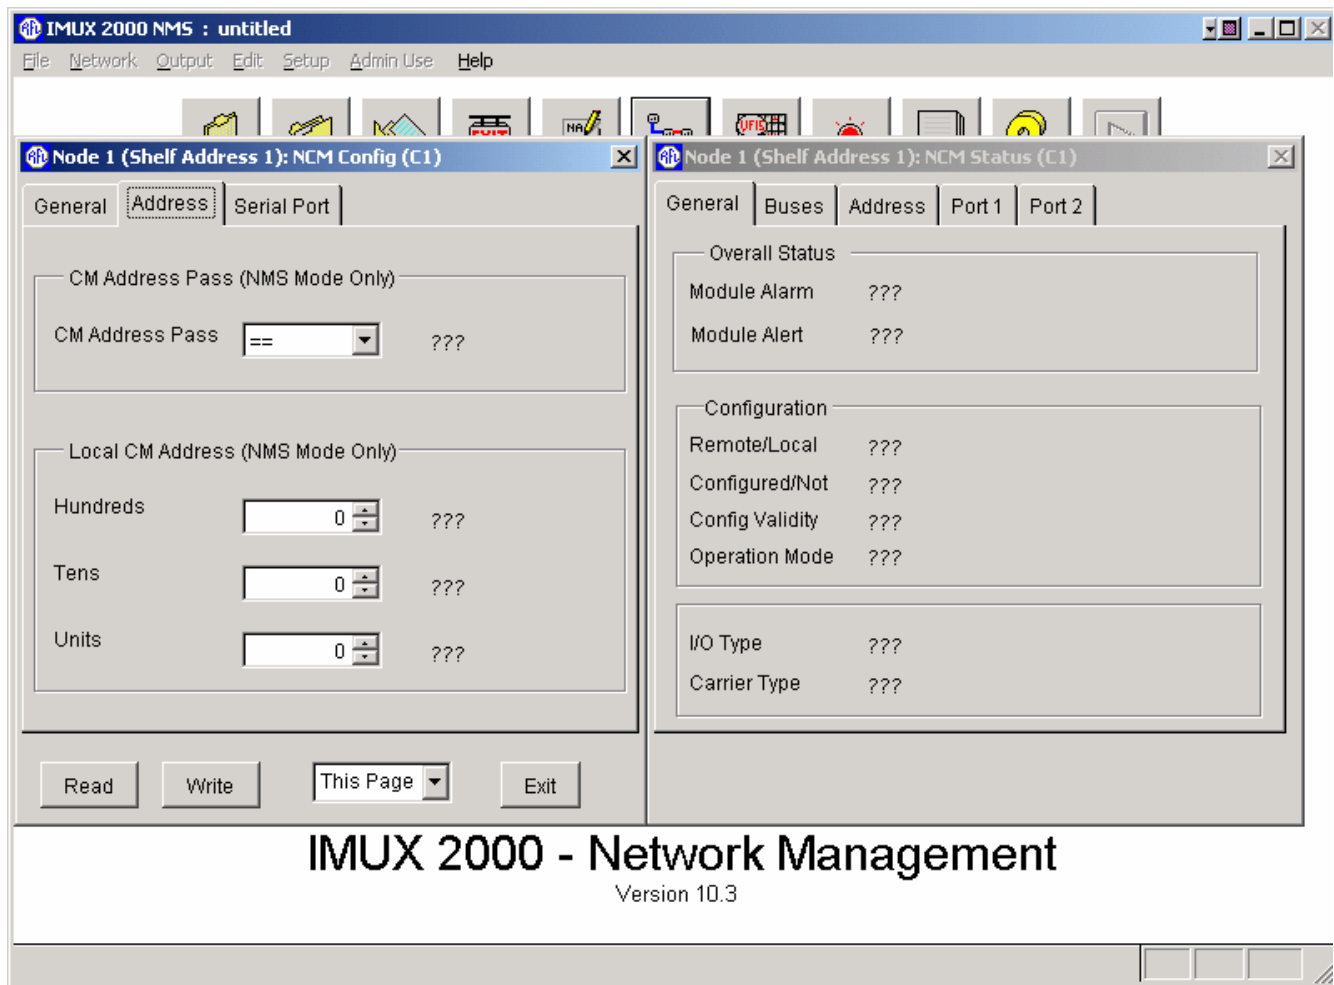 IMUX 2000 NMS : untitled
File Network Output Edit Setup Admin Use Help
EXIT NA UFIS
Node 1 (Shelf Address 1): NCM Config (C1)
General Address Serial Port
CM Address Pass (NMS Mode Only)
CM Address Pass == ???
Local CM Address (NMS Mode Only)
Hundreds 0 ???
Tens 0 ???
Units 0 ???
Read Write This Page Exit
Node 1 (Shelf Address 1): NCM Status (C1)
General Buses Address Port 1 Port 2
Overall Status
Module Alarm ???
Module Alert ???
Configuration
Remote/Local ???
Configured/Not ???
Config Validity ???
Operation Mode ???
I/O Type ???
Carrier Type ???
IMUX 2000 - Network Management
Version 10.3